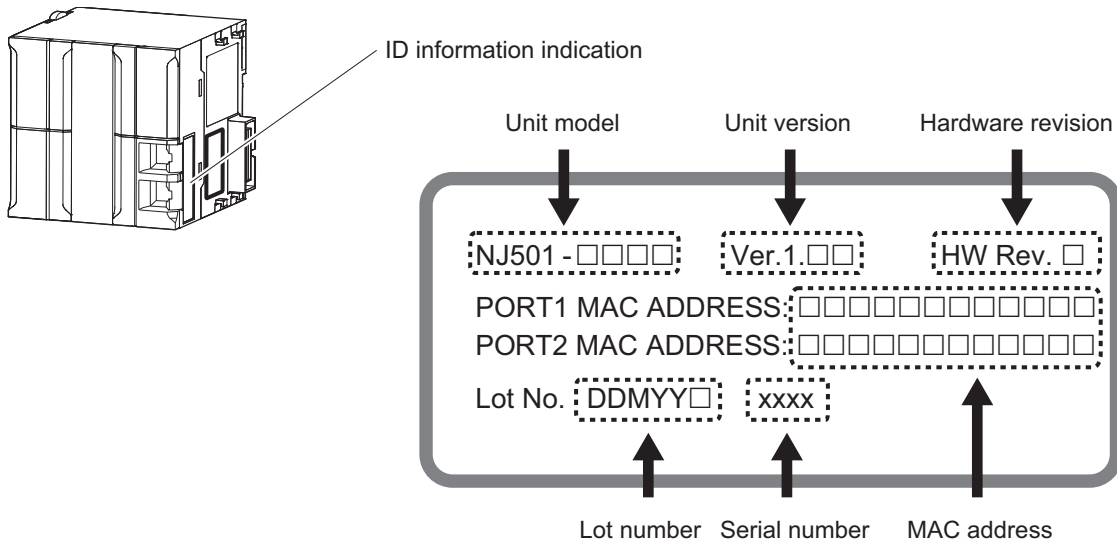 ID information indication
Unit model Unit version Hardware revision
NJ501 - □□□□ Ver.1.□□ HW Rev. □
PORT1 MAC ADDRESS: □□□□□□□□□□□□
PORT2 MAC ADDRESS: □□□□□□□□□□□□
Lot No. DDMYY□ xxxx
Lot number Serial number MAC address